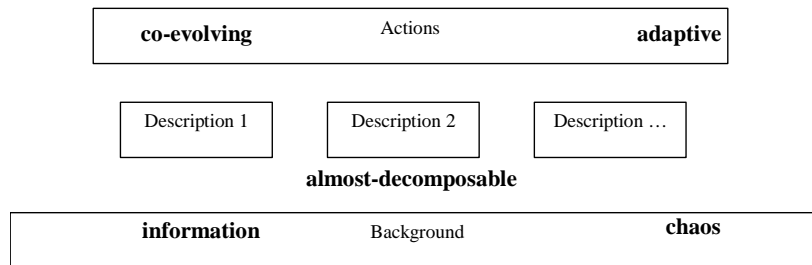 co-evolving Actions adaptive
Description 1 Description 2 Description …
almost-decomposable
information Background chaos